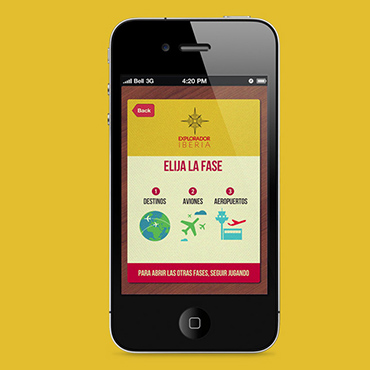 Bell 3G 4:20 PM
Back
EXPLORADOR
IBERIA
ELIJA LA FASE
1 2 3
DESTINOS AVIONES AEROPUERTOS
PARA ABRIR LAS OTRAS FASES, SEGUIR JUGANDO